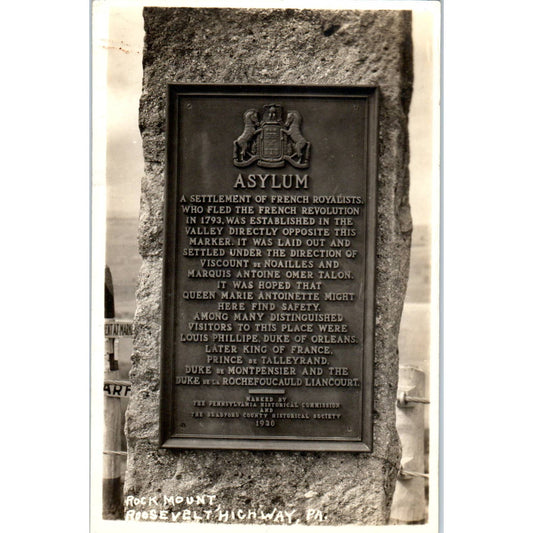 ASYLUM
A SETTLEMENT OF FRENCH ROYALISTS,
WHO FLED THE FRENCH REVOLUTION
IN 1793, WAS ESTABLISHED IN THE
VALLEY DIRECTLY OPPOSITE THIS
MARKER. IT WAS LAID OUT AND
SETTLED UNDER THE DIRECTION OF
VISCOUNT DE NOAILLES AND
MARQUIS ANTOINE OMER TALON.
IT WAS HOPED THAT
QUEEN MARIE ANTOINETTE MIGHT
HERE FIND SAFETY.
AMONG MANY DISTINGUISHED
VISITORS TO THIS PLACE WERE
LOUIS PHILLIPE, DUKE OF ORLEANS,
LATER KING OF FRANCE,
PRINCE DE TALLEYRAND,
DUKE DE MONTPENSIER AND THE
DUKE DE LA ROCHEFOUCAULD LIANCOURT.
MARKED BY
THE PENNSYLVANIA HISTORICAL COMMISSION
AND
THE BRADFORD COUNTY HISTORICAL SOCIETY
1930
ROCK MOUNT
ROOSEVELT HIGHWAY, PA.